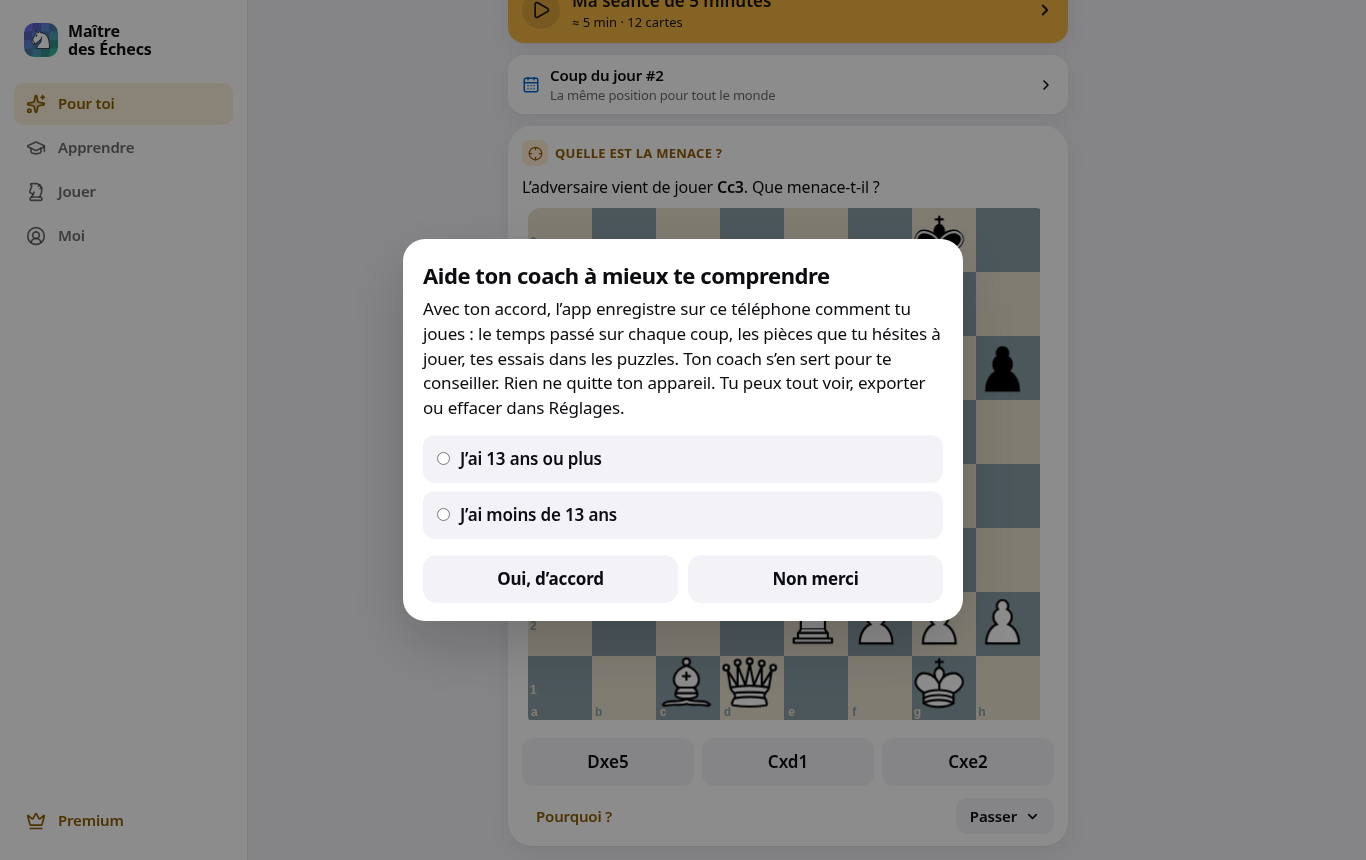 Maître
des Échecs
Pour toi
Apprendre
Jouer
Moi
Premium
Ma séance de 5 minutes
≈ 5 min · 12 cartes
Coup du jour #2
La même position pour tout le monde
QUELLE EST LA MENACE ?
L’adversaire vient de jouer Cc3. Que menace-t-il ?
Aide ton coach à mieux te comprendre
Avec ton accord, l’app enregistre sur ce téléphone comment tu
joues : le temps passé sur chaque coup, les pièces que tu hésites à
jouer, tes essais dans les puzzles. Ton coach s’en sert pour te
conseiller. Rien ne quitte ton appareil. Tu peux tout voir, exporter
ou effacer dans Réglages.
J’ai 13 ans ou plus
J’ai moins de 13 ans
Oui, d’accord
Non merci
2
1
a b c d e f g h
Dxe5
Cxd1
Cxe2
Pourquoi ?
Passer